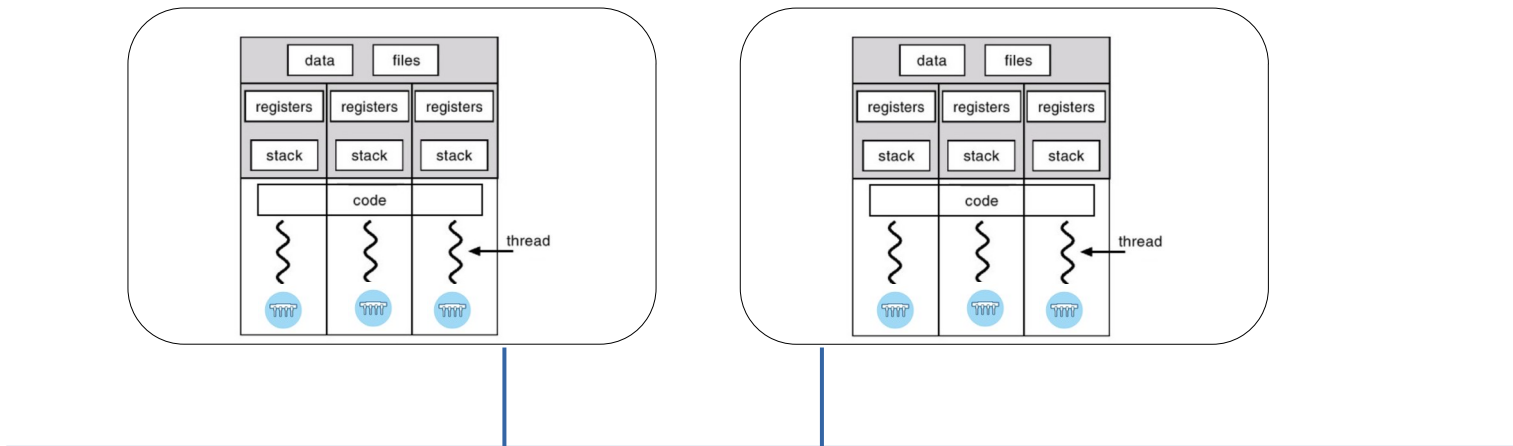 data files
registers registers registers
stack stack stack
code
thread
data files
registers registers registers
stack stack stack
code
thread